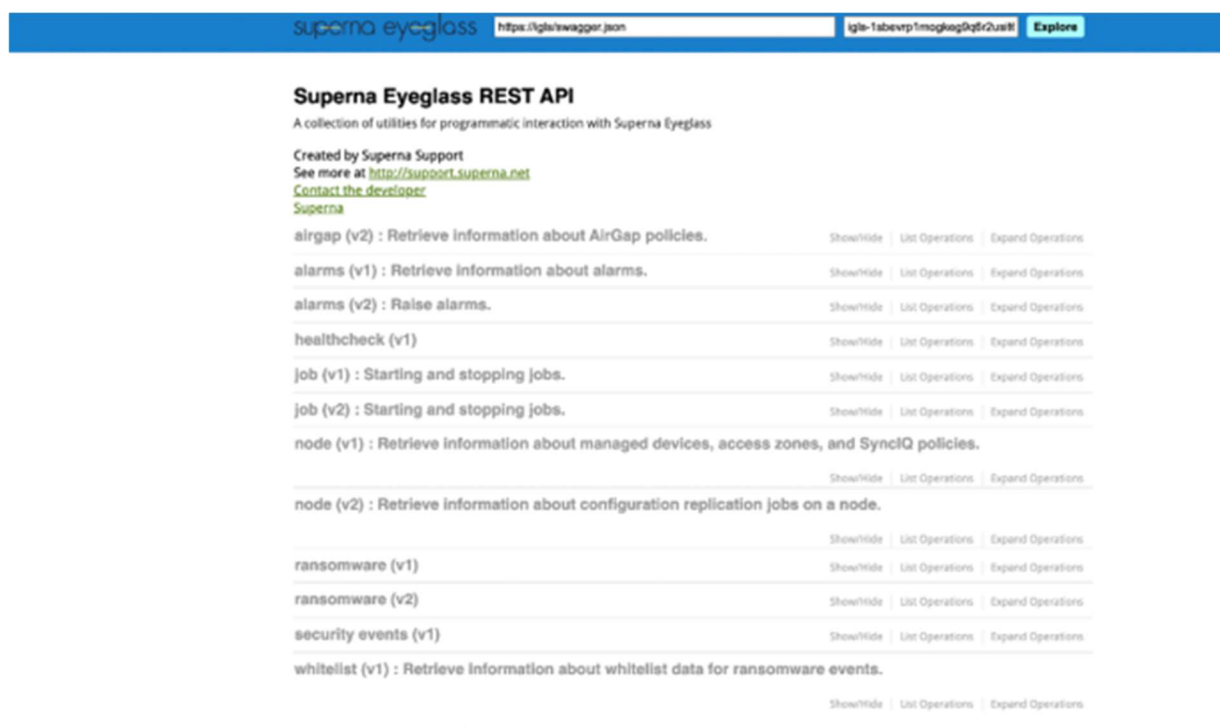 superna eyeglass https://igls/swagger.json Explore
Superna Eyeglass REST API
A collection of utilities for programmatic interaction with Superna Eyeglass
Created by Superna Support
See more at http://support.superna.net
Contact the developer
Superna
airgap (v2) : Retrieve information about AirGap policies. Show/Hide List Operations Expand Operations
alarms (v1) : Retrieve information about alarms. Show/Hide List Operations Expand Operations
alarms (v2) : Raise alarms. Show/Hide List Operations Expand Operations
healthcheck (v1) Show/Hide List Operations Expand Operations
job (v1) : Starting and stopping jobs. Show/Hide List Operations Expand Operations
job (v2) : Starting and stopping jobs. Show/Hide List Operations Expand Operations
node (v1) : Retrieve information about managed devices, access zones, and SyncIQ policies.
Show/Hide List Operations Expand Operations
node (v2) : Retrieve information about configuration replication jobs on a node.
Show/Hide List Operations Expand Operations
ransomware (v1) Show/Hide List Operations Expand Operations
ransomware (v2) Show/Hide List Operations Expand Operations
security events (v1) Show/Hide List Operations Expand Operations
whitelist (v1) : Retrieve information about whitelist data for ransomware events.
Show/Hide List Operations Expand Operations